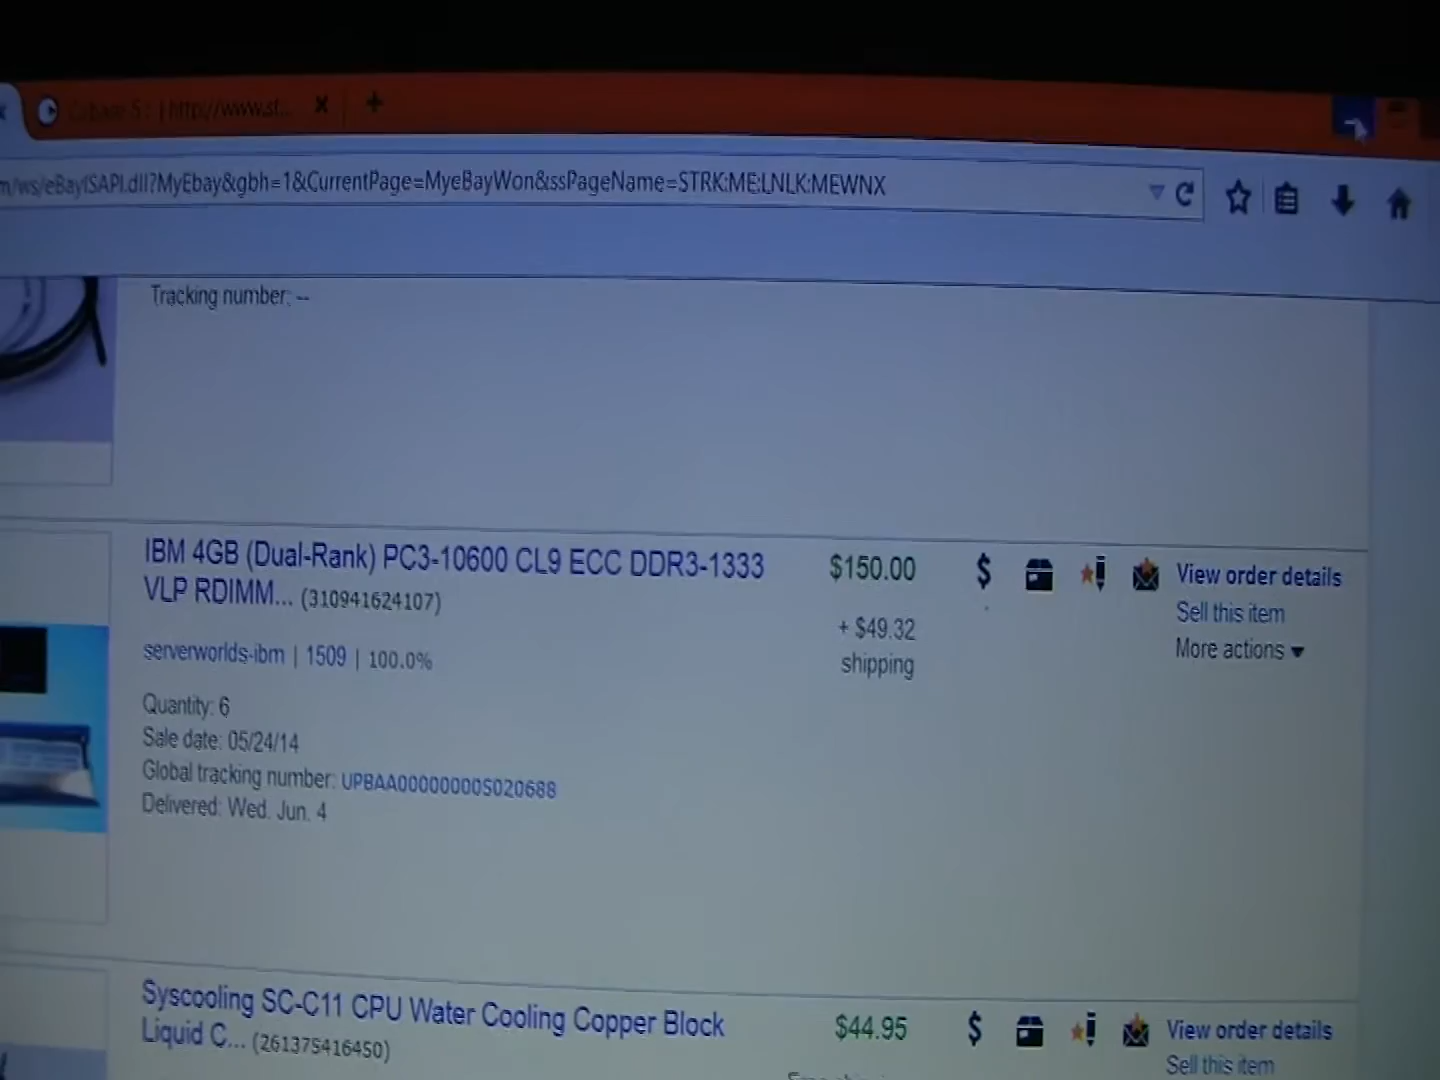 http://www.st...
m/ws/eBayISAPI.dll?MyEbay&gbh=1&CurrentPage=MyeBayWon&ssPageName=STRK:ME:LNLK:MEWNX
Tracking number: --
IBM 4GB (Dual-Rank) PC3-10600 CL9 ECC DDR3-1333
VLP RDIMM... (310941624107)
$150.00
+ $49.32
shipping
$
View order details
Sell this item
More actions
serverworlds-ibm | 1509 | 100.0%
Quantity: 6
Sale date: 05/24/14
Global tracking number: UPBAA00000000S020688
Delivered: Wed. Jun. 4
Syscooling SC-C11 CPU Water Cooling Copper Block
Liquid C... (261375416450)
$44.95
$
View order details
Sell this item